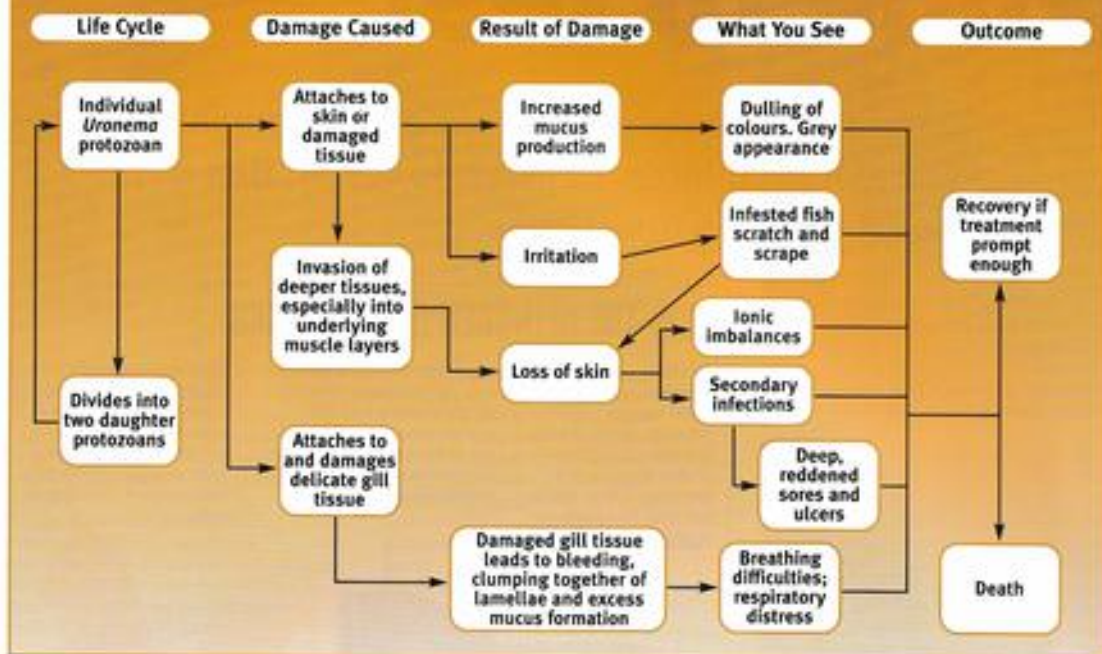 Life Cycle
Damage Caused
Result of Damage
What You See
Outcome
Individual
Uronema
protozoan
Divides into
two daughter
protozoans
Attaches to
skin or
damaged
tissue
Invasion of
deeper tissues,
especially into
underlying
muscle layers
Attaches to
and damages
delicate gill
tissue
Increased
mucus
production
Irritation
Loss of skin
Damaged gill tissue
leads to bleeding,
clumping together of
lamellae and excess
mucus formation
Dulling of
colours. Grey
appearance
Infested fish
scratch and
scrape
Ionic
imbalances
Secondary
infections
Deep,
reddened
sores and
ulcers
Breathing
difficulties;
respiratory
distress
Recovery if
treatment
prompt
enough
Death